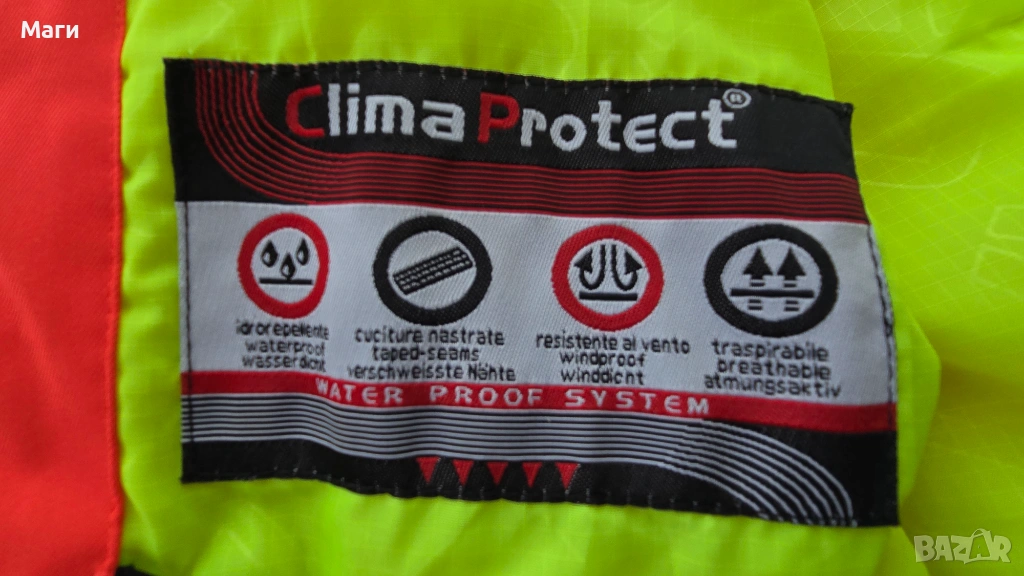 Маги
ClimaProtect®
idrorepellente
waterproof
wasserdicht
cuciture nastrate
taped-seams
verschweisste Nähte
resistente al vento
windproof
winddicht
traspirabile
breathable
atmungsaktiv
WATER PROOF SYSTEM
BAZAR